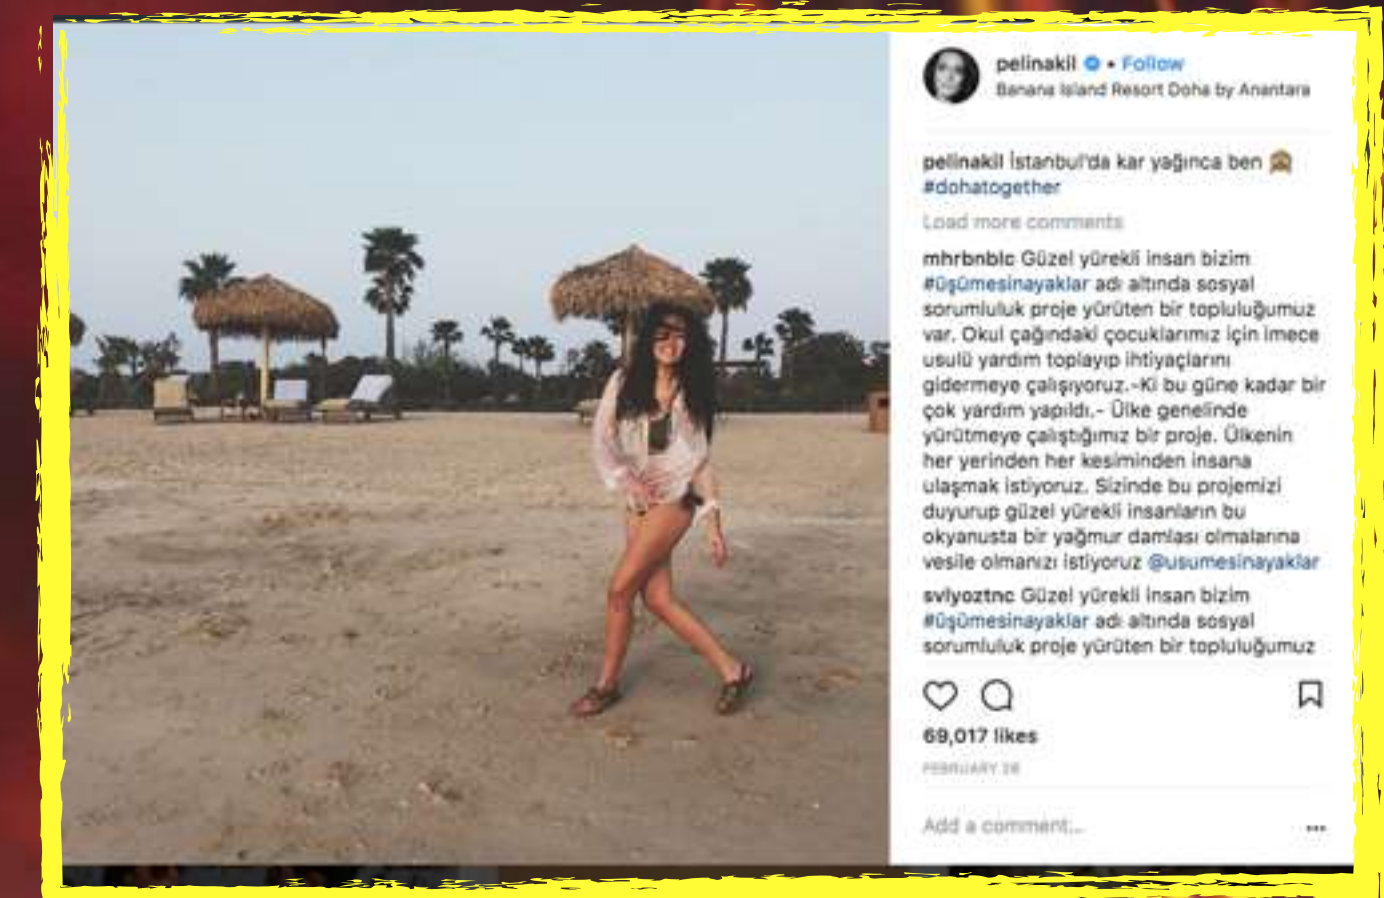 pelinakil • Follow
Banana Island Resort Doha by Anantara
pelinakil İstanbul'da kar yağınca ben 🙈
#dohatogether
Load more comments
mhrbnblc Güzel yürekli insan bizim
#üşümesinayaklar adı altında sosyal
sorumluluk proje yürüten bir topluluğumuz
var. Okul çağındaki çocuklarımız için imece
usulü yardım toplayıp ihtiyaçlarını
gidermeye çalışıyoruz.-Ki bu güne kadar bir
çok yardım yapıldı.- Ülke genelinde
yürütmeye çalıştığımız bir proje. Ülkenin
her yerinden her kesiminden insana
ulaşmak istiyoruz. Sizinde bu projemizi
duyurup güzel yürekli insanların bu
okyanusta bir yağmur damlası olmalarına
vesile olmanızı istiyoruz @usumesinayaklar
svlyoztnc Güzel yürekli insan bizim
#üşümesinayaklar adı altında sosyal
sorumluluk proje yürüten bir topluluğumuz
69,017 likes
FEBRUARY
Add a comment...